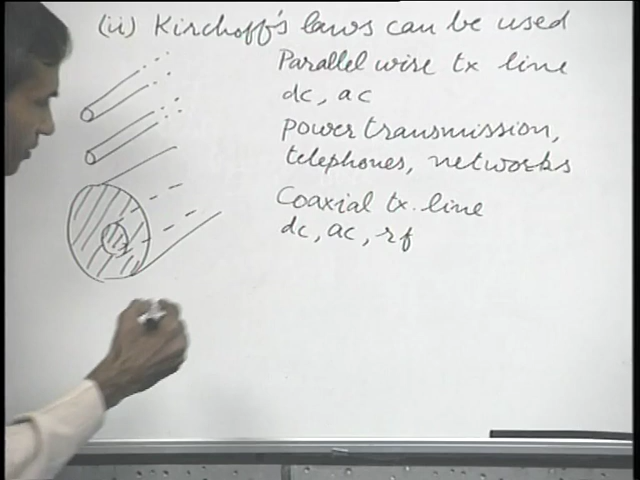 (ii) Kirchoff's laws can be used
Parallel wire tx line
dc, ac
power transmission,
telephones, networks
Coaxial tx. line
dc, ac, rf